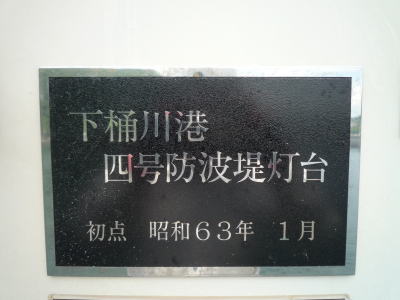 下桶川港
四号防波堤灯台
初点 昭和63年 1月